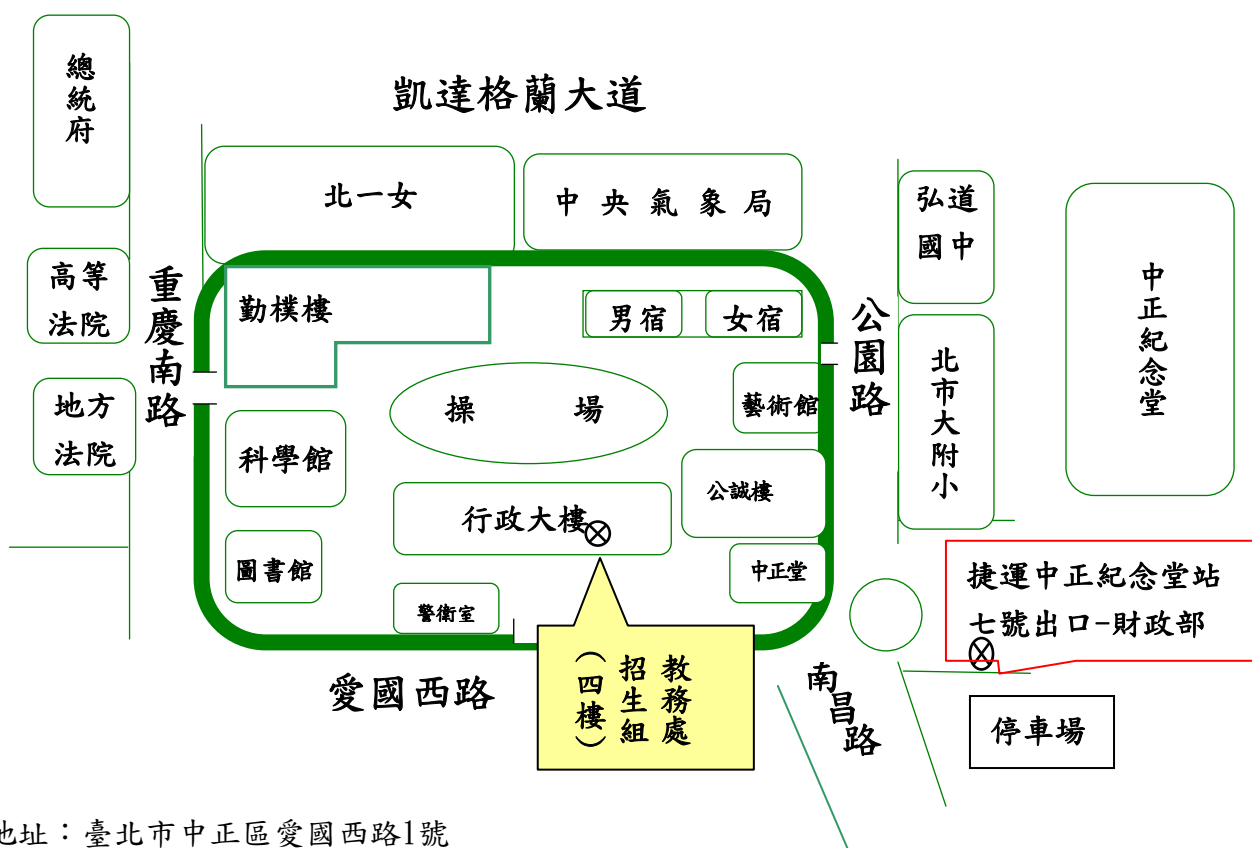 總統府
凱達格蘭大道
北一女
中央氣象局
弘道
國中
中正紀念堂
高等
法院
重慶南路
勤樸樓
男宿
女宿
公園路
北市大附小
地方
法院
操場
藝術館
科學館
公誠樓
行政大樓
圖書館
中正堂
警衛室
捷運中正紀念堂站
七號出口-財政部
教務處
招生組
(四樓)
愛國西路
南昌路
停車場
地址：臺北市中正區愛國西路1號